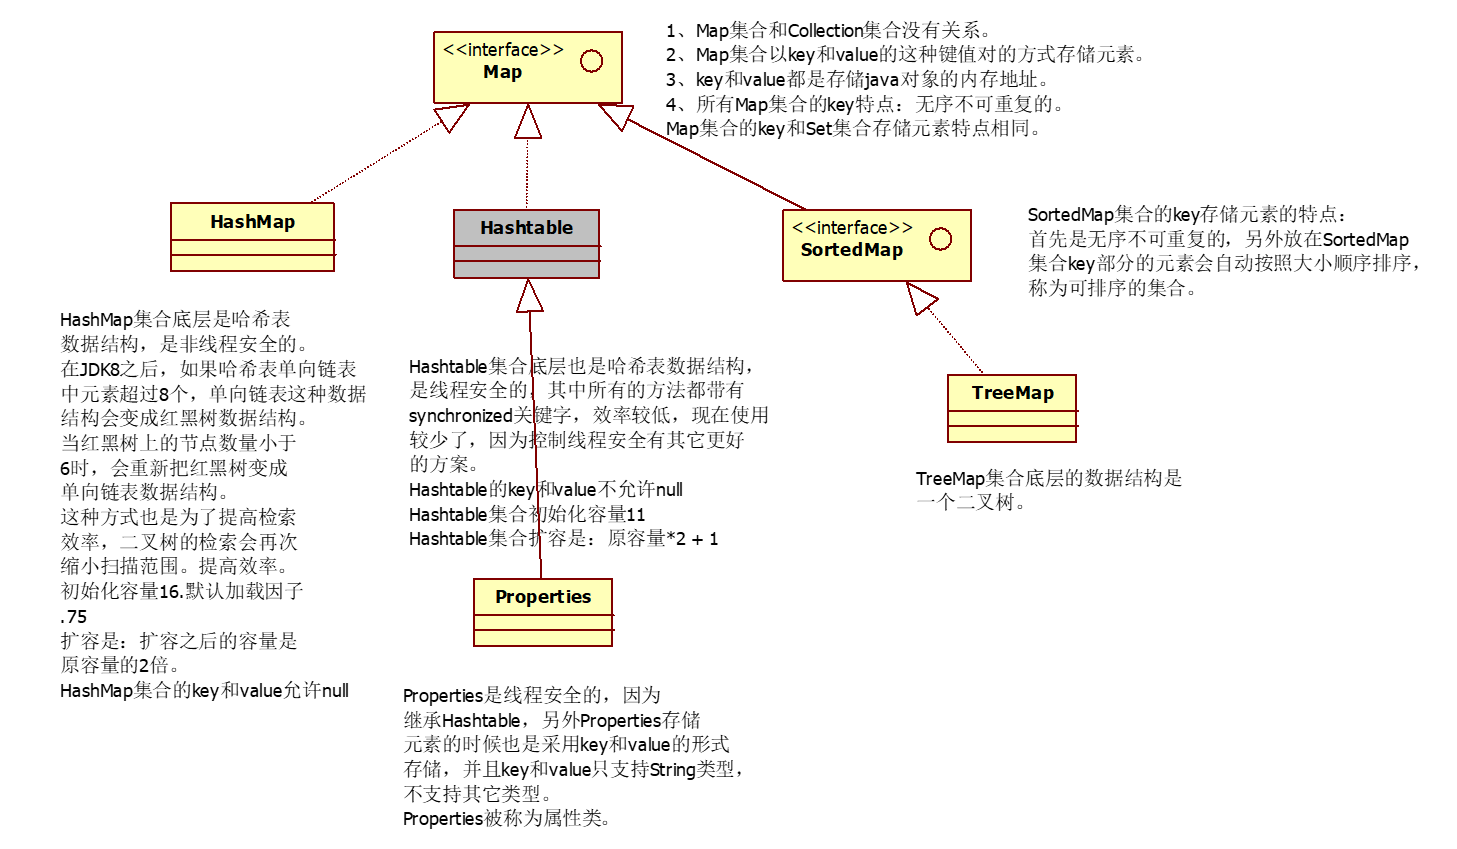 <<interface>>
Map
1、Map集合和Collection集合没有关系。
2、Map集合以key和value的这种键值对的方式存储元素。
3、key和value都是存储java对象的内存地址。
4、所有Map集合的key特点：无序不可重复的。
Map集合的key和Set集合存储元素特点相同。
HashMap
Hashtable
<<interface>>
SortedMap
SortedMap集合的key存储元素的特点：
首先是无序不可重复的，另外放在SortedMap
集合key部分的元素会自动按照大小顺序排序，
称为可排序的集合。
HashMap集合底层是哈希表
数据结构，是非线程安全的。
在JDK8之后，如果哈希表单向链表
中元素超过8个，单向链表这种数据
结构会变成红黑树数据结构。
当红黑树上的节点数量小于
6时，会重新把红黑树变成
单向链表数据结构。
这种方式也是为了提高检索
效率，二叉树的检索会再次
缩小扫描范围。提高效率。
初始化容量16.默认加载因子
.75
扩容是：扩容之后的容量是
原容量的2倍。
HashMap集合的key和value允许null
Hashtable集合底层也是哈希表数据结构，
是线程安全的，其中所有的方法都带有
synchronized关键字，效率较低，现在使用
较少了，因为控制线程安全有其它更好
的方案。
Hashtable的key和value不允许null
Hashtable集合初始化容量11
Hashtable集合扩容是：原容量*2 + 1
TreeMap
TreeMap集合底层的数据结构是
一个二叉树。
Properties
Properties是线程安全的，因为
继承Hashtable，另外Properties存储
元素的时候也是采用key和value的形式
存储，并且key和value只支持String类型，
不支持其它类型。
Properties被称为属性类。